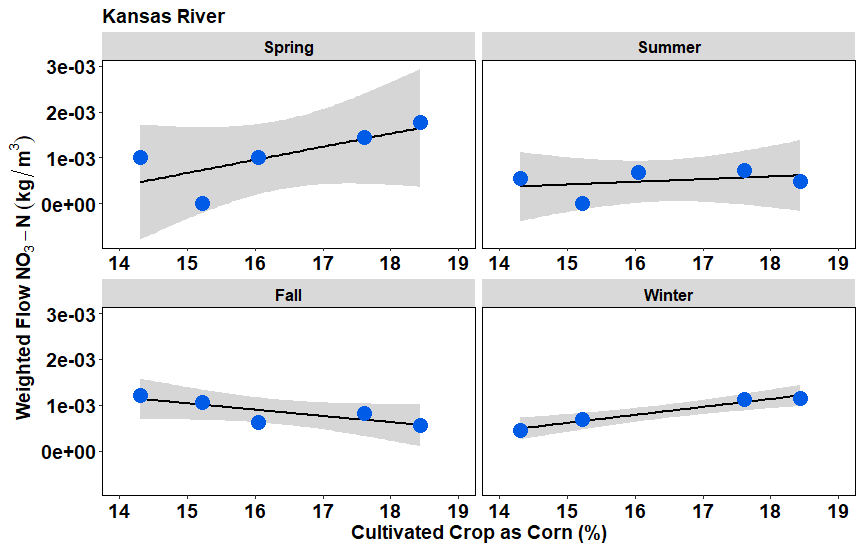 Kansas River
Spring
Summer
3e-03
2e-03
1e-03
0e+00
14 15 16 17 18 19
14 15 16 17 18 19
Fall
Winter
3e-03
2e-03
1e-03
0e+00
14 15 16 17 18 19
14 15 16 17 18 19
Weighted Flow NO₃ − N (kg/m³)
Cultivated Crop as Corn (%)